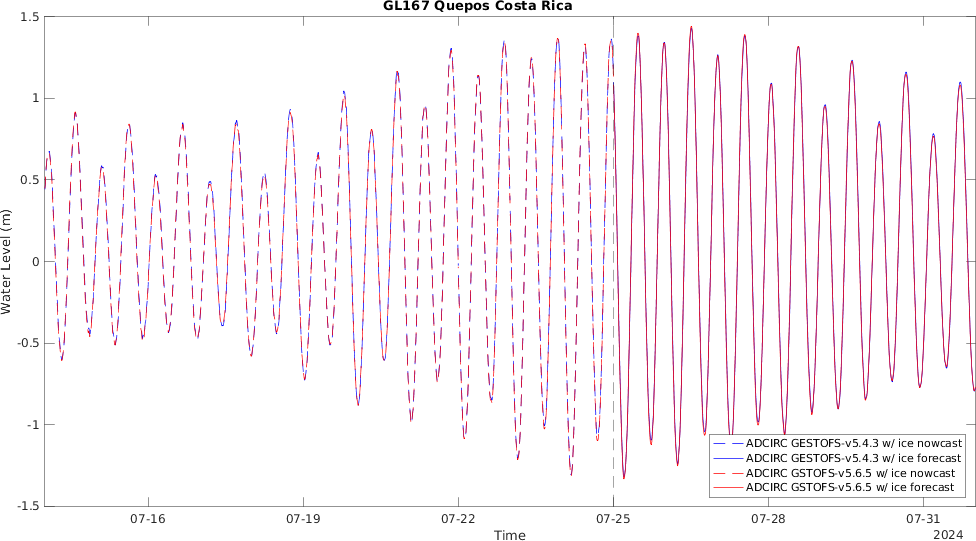 GL167 Quepos Costa Rica
1.5
1
0.5
0
-0.5
-1
-1.5
Water Level (m)
ADCIRC GESTOFS-v5.4.3 w/ ice nowcast
ADCIRC GESTOFS-v5.4.3 w/ ice forecast
ADCIRC GSTOFS-v5.6.5 w/ ice nowcast
ADCIRC GSTOFS-v5.6.5 w/ ice forecast
07-16 07-19 07-22 07-25 07-28 07-31
Time 2024